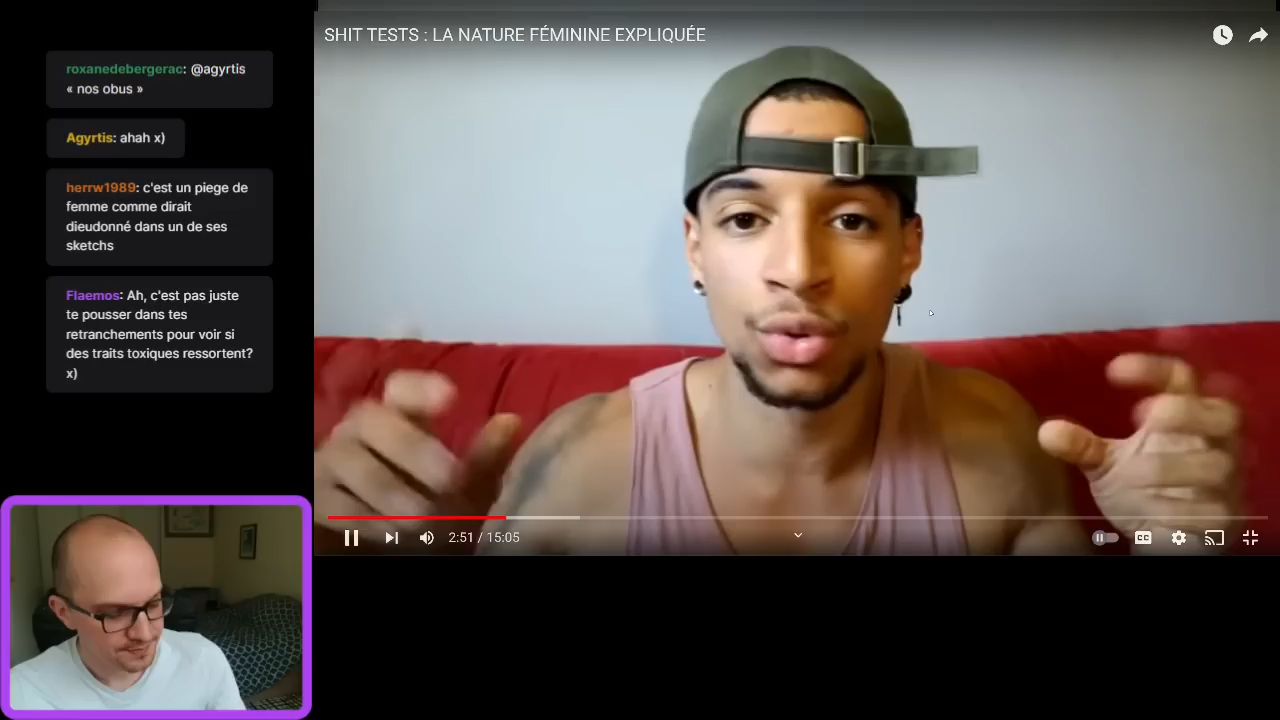 roxanedebergerac: @agyrtis
« nos obus »
Agyrtis: ahah x)
herrw1989: c'est un piege de
femme comme dirait
dieudonné dans un de ses
sketchs
Flaemos: Ah, c'est pas juste
te pousser dans tes
retranchements pour voir si
des traits toxiques ressortent?
x)
SHIT TESTS : LA NATURE FÉMININE EXPLIQUÉE
2:51 / 15:05
CC